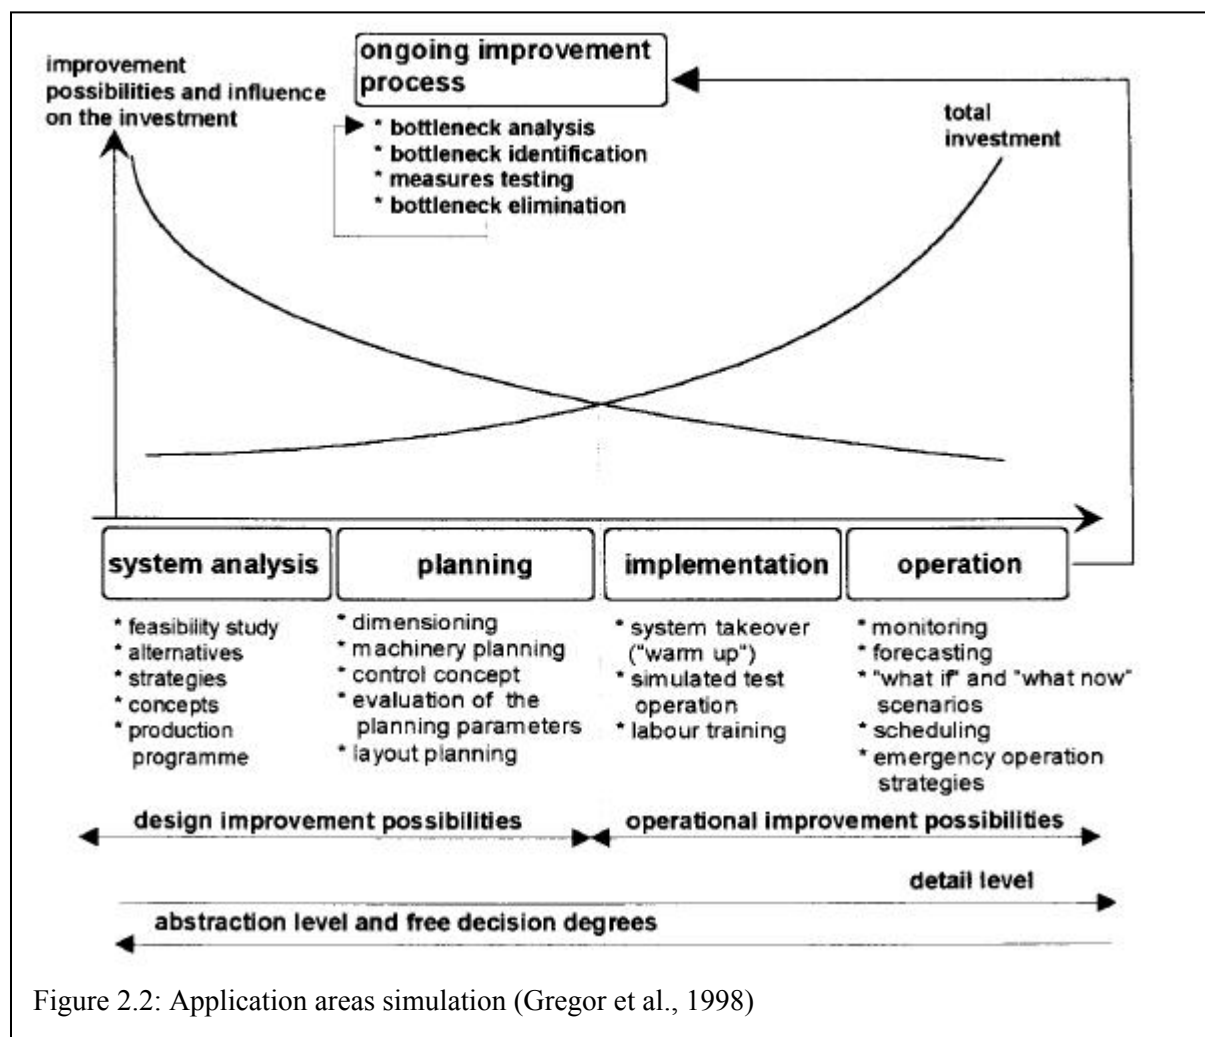 improvement
possibilities and influence
on the investment
ongoing improvement
process
* bottleneck analysis
* bottleneck identification
* measures testing
* bottleneck elimination
total
investment
system analysis
planning
implementation
operation
* feasibility study
* alternatives
* strategies
* concepts
* production
programme
* dimensioning
* machinery planning
* control concept
* evaluation of the
planning parameters
* layout planning
* system takeover
("warm up")
* simulated test
operation
* labour training
* monitoring
* forecasting
* "what if" and "what now"
scenarios
* scheduling
* emergency operation
strategies
design improvement possibilities
operational improvement possibilities
detail level
abstraction level and free decision degrees
Figure 2.2: Application areas simulation (Gregor et al., 1998)